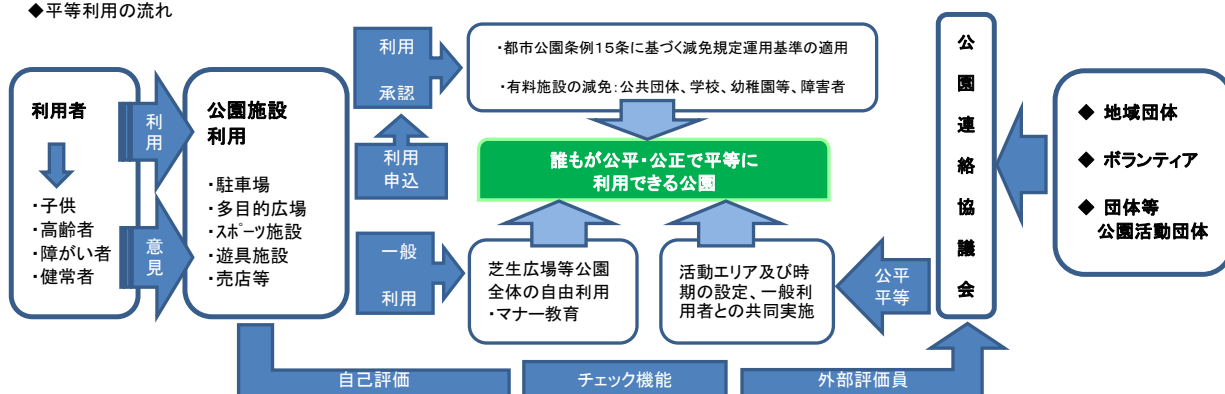 ◆平等利用の流れ
利用者
・子供
・高齢者
・障がい者
・健常者
利用
意見
公園施設
利用
・駐車場
・多目的広場
・スポーツ施設
・遊具施設
・売店等
利用
承認
利用
申込
一般
利用
・都市公園条例15条に基づく減免規定運用基準の適用
・有料施設の減免：公共団体、学校、幼稚園等、障害者
誰もが公平・公正で平等に
利用できる公園
芝生広場等公園
全体の自由利用
・マナー教育
活動エリア及び時
期の設定、一般利
用者との共同実施
公平
平等
公園連絡協議会
◆ 地域団体
◆ ボランティア
◆ 団体等
公園活動団体
自己評価
チェック機能
外部評価員